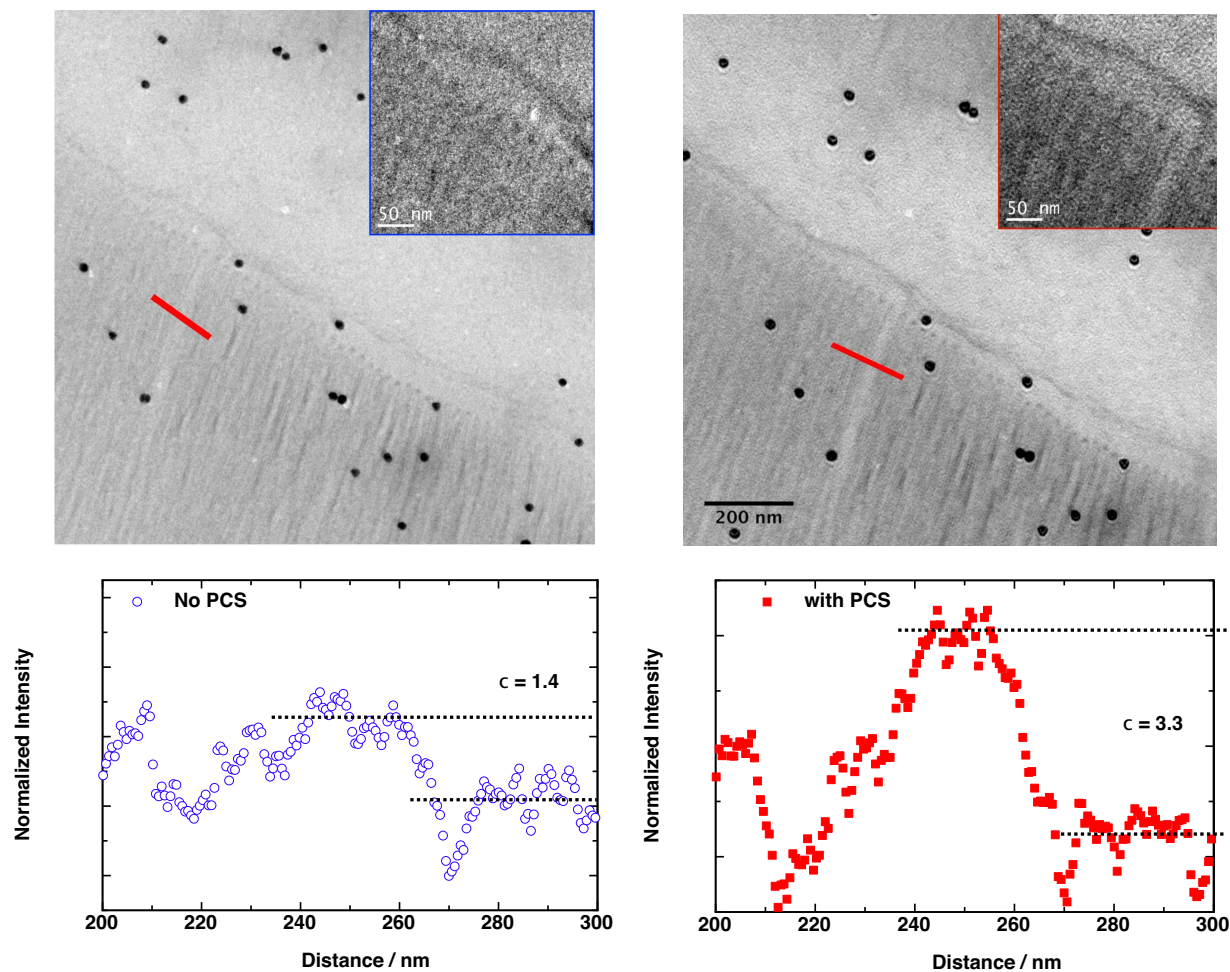 50 nm
50 nm
200 nm
No PCS
c = 1.4
Normalized Intensity
200 220 240 260 280 300
Distance / nm
with PCS
c = 3.3
Normalized Intensity
200 220 240 260 280 300
Distance / nm